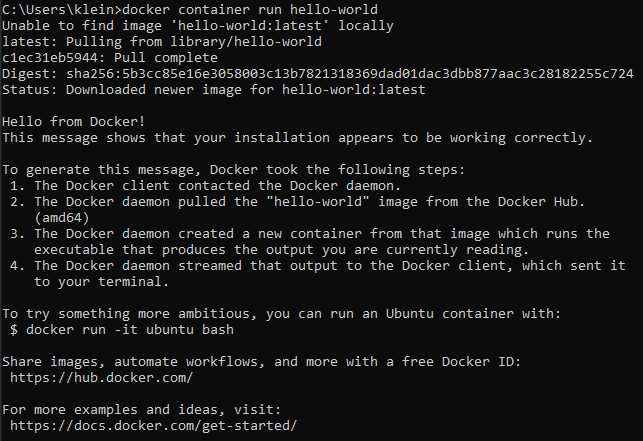 C:\Users\klein>docker container run hello-world
Unable to find image 'hello-world:latest' locally
latest: Pulling from library/hello-world
c1ec31eb5944: Pull complete
Digest: sha256:5b3cc85e16e3058003c13b7821318369dad01dac3dbb877aac3c28182255c724
Status: Downloaded newer image for hello-world:latest

Hello from Docker!
This message shows that your installation appears to be working correctly.

To generate this message, Docker took the following steps:
 1. The Docker client contacted the Docker daemon.
 2. The Docker daemon pulled the "hello-world" image from the Docker Hub.
    (amd64)
 3. The Docker daemon created a new container from that image which runs the
    executable that produces the output you are currently reading.
 4. The Docker daemon streamed that output to the Docker client, which sent it
    to your terminal.

To try something more ambitious, you can run an Ubuntu container with:
 $ docker run -it ubuntu bash

Share images, automate workflows, and more with a free Docker ID:
 https://hub.docker.com/

For more examples and ideas, visit:
 https://docs.docker.com/get-started/